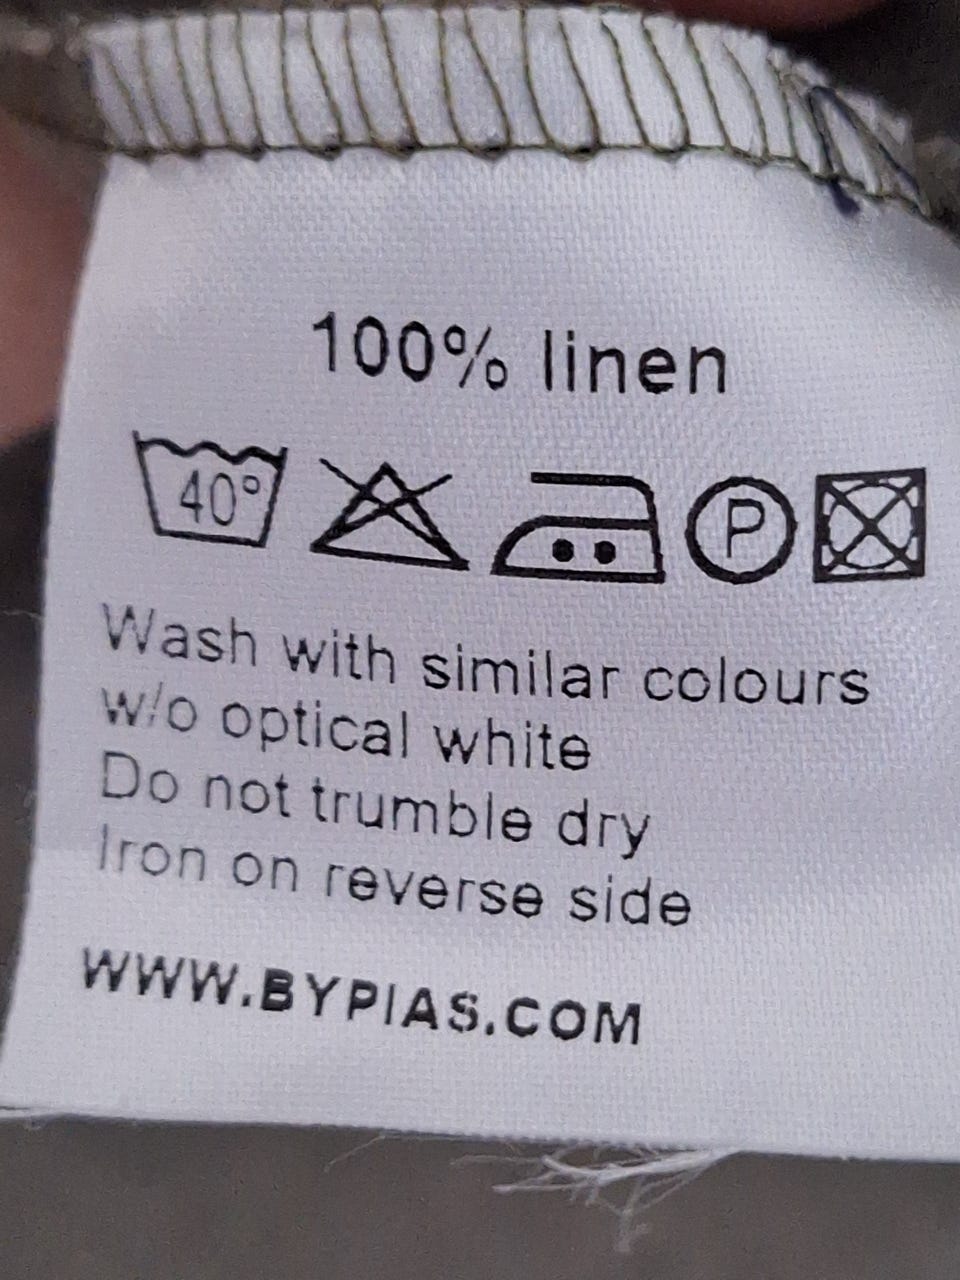 100% linen
40°
P
Wash with similar colours
w/o optical white
Do not trumble dry
Iron on reverse side
WWW.BYPIAS.COM